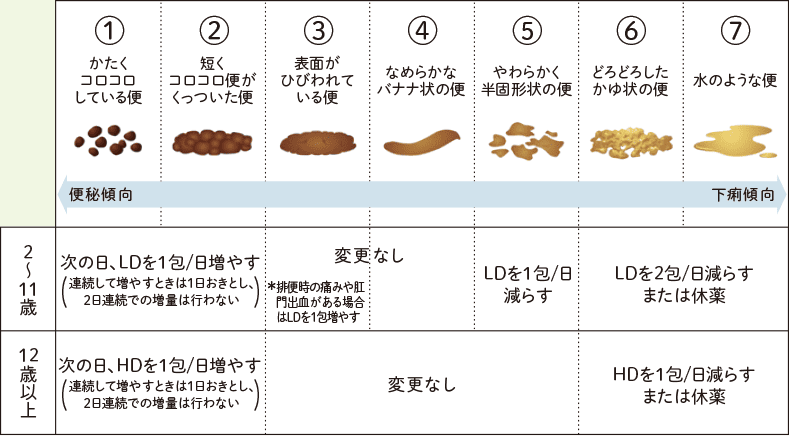 ①
かたく
コロコロ
している便
②
短く
コロコロ便が
くっついた便
③
表面が
ひびわれて
いる便
④
なめらかな
バナナ状の便
⑤
やわらかく
半固形状の便
⑥
どろどろした
かゆ状の便
⑦
水のような便
便秘傾向
下痢傾向
2〜11歳
次の日、LDを1包/日増やす
(連続して増やすときは1日おきとし、
2日連続での増量は行わない)
変更なし
*排便時の痛みや肛
門出血がある場合
はLDを1包増やす
LDを1包/日
減らす
LDを2包/日減らす
または休薬
12歳以上
次の日、HDを1包/日増やす
(連続して増やすときは1日おきとし、
2日連続での増量は行わない)
変更なし
HDを1包/日減らす
または休薬